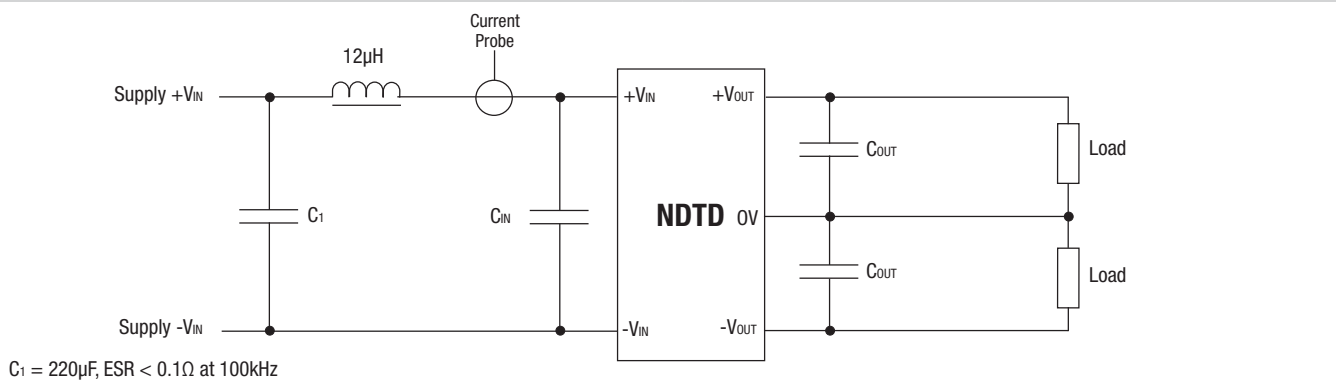 Current
Probe
12µH
Supply +VIN
+VIN
+VOUT
COUT
Load
C1
CIN
NDTD 0V
COUT
Load
Supply -VIN
-VIN
-VOUT
C1 = 220µF, ESR < 0.1Ω at 100kHz